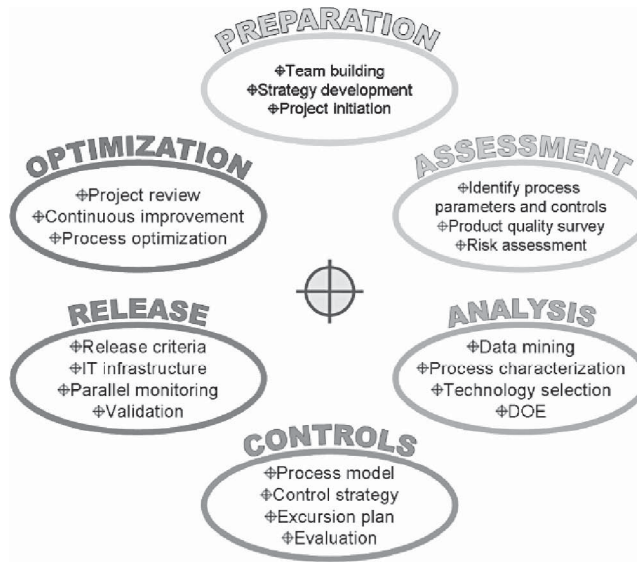 PREPARATION
⌖Team building
⌖Strategy development
⌖Project initiation
ASSESSMENT
⌖Identify process
parameters and controls
⌖Product quality survey
⌖Risk assessment
ANALYSIS
⌖Data mining
⌖Process characterization
⌖Technology selection
⌖DOE
CONTROLS
⌖Process model
⌖Control strategy
⌖Excursion plan
⌖Evaluation
RELEASE
⌖Release criteria
⌖IT infrastructure
⌖Parallel monitoring
⌖Validation
OPTIMIZATION
⌖Project review
⌖Continuous improvement
⌖Process optimization